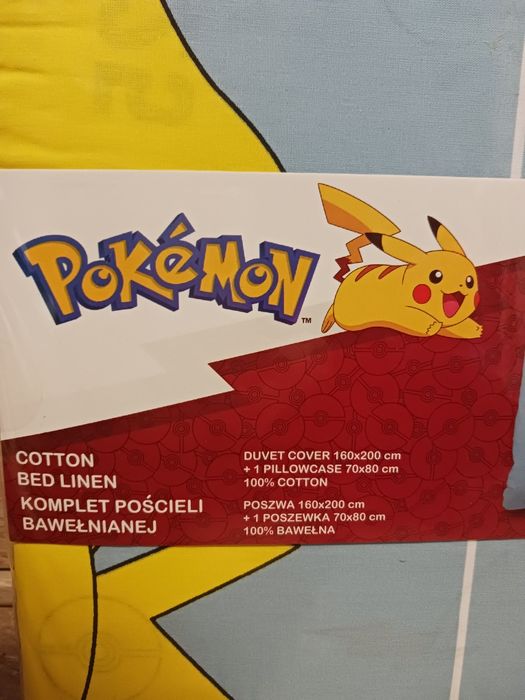 POKéMON
TM
COTTON
BED LINEN
KOMPLET POŚCIELI
BAWEŁNIANEJ
DUVET COVER 160x200 cm
+ 1 PILLOWCASE 70x80 cm
100% COTTON
POSZWA 160x200 cm
+ 1 POSZEWKA 70x80 cm
100% BAWEŁNA